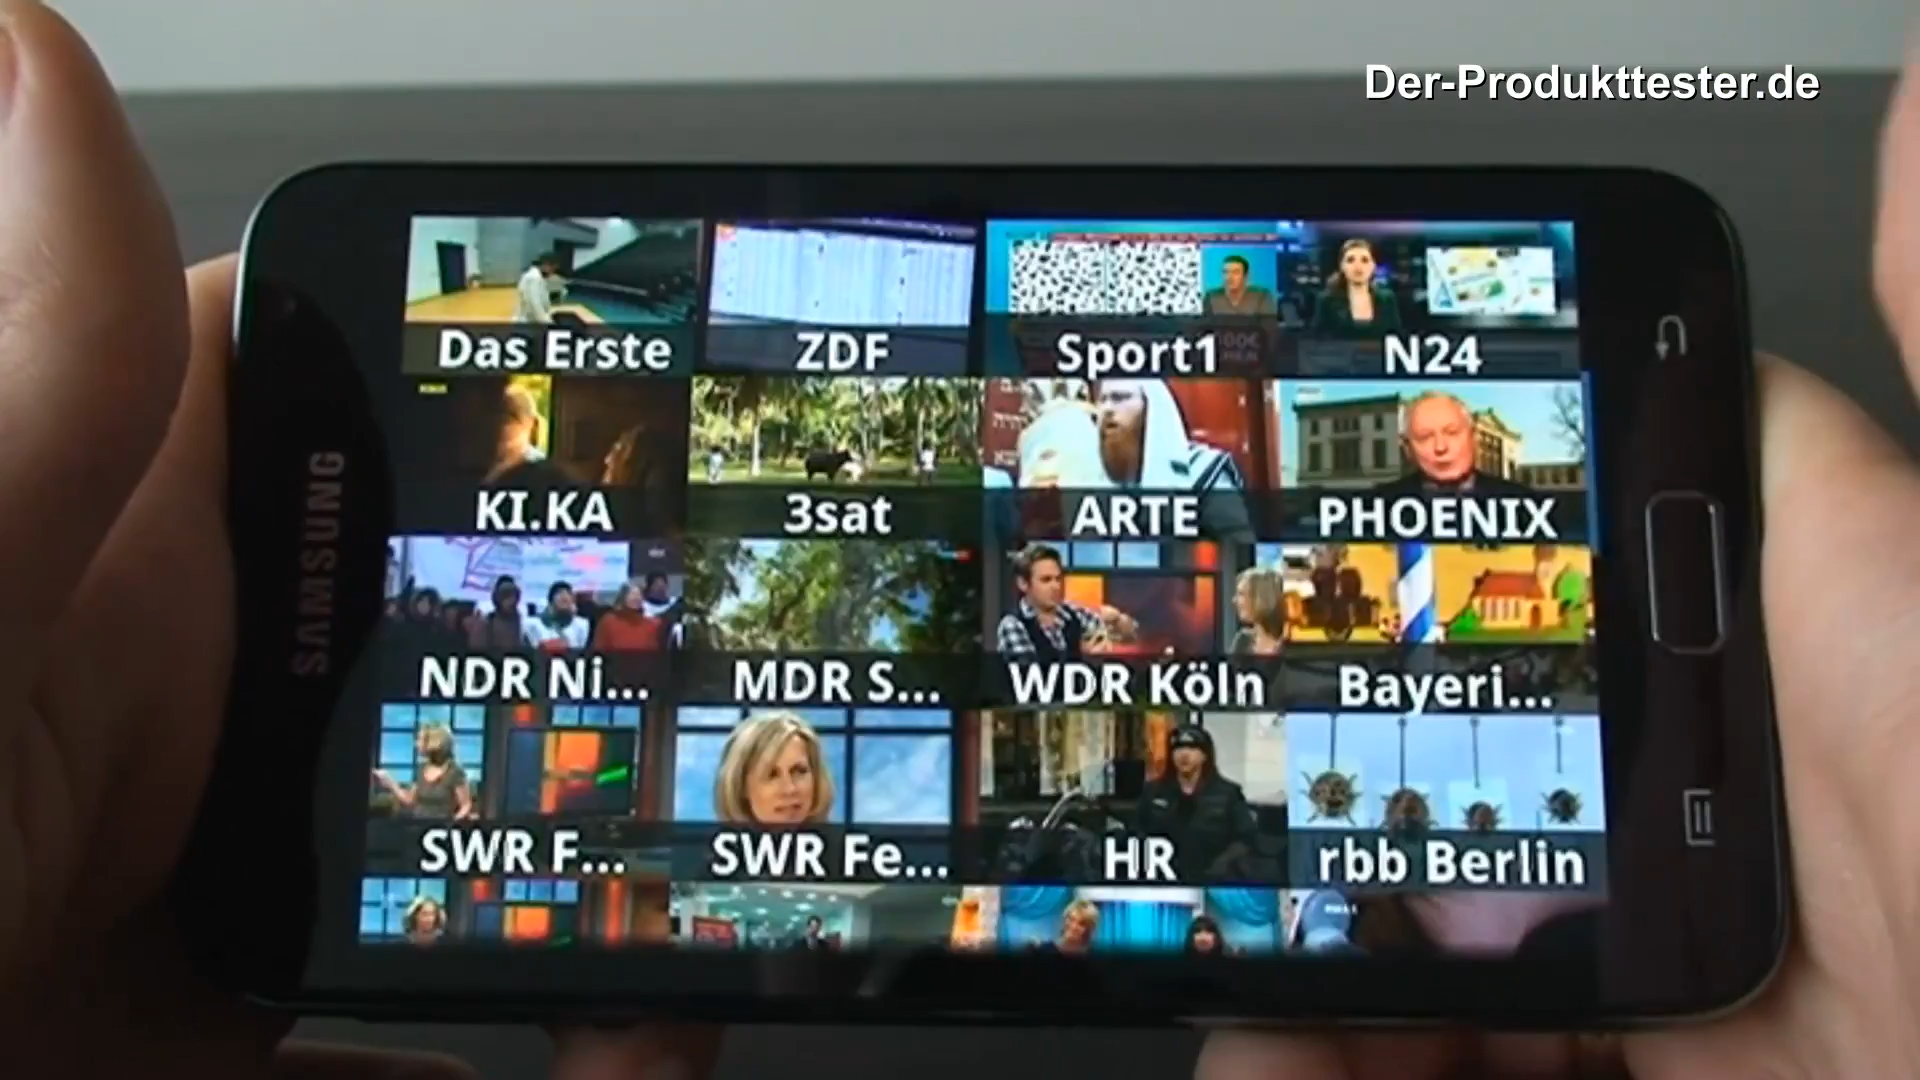 Der-Produkttester.de
SAMSUNG
Das Erste
ZDF
Sport1
N24
KI.KA
3sat
ARTE
PHOENIX
NDR Ni...
MDR S...
WDR Köln
Bayeri...
SWR F...
SWR Fe...
HR
rbb Berlin